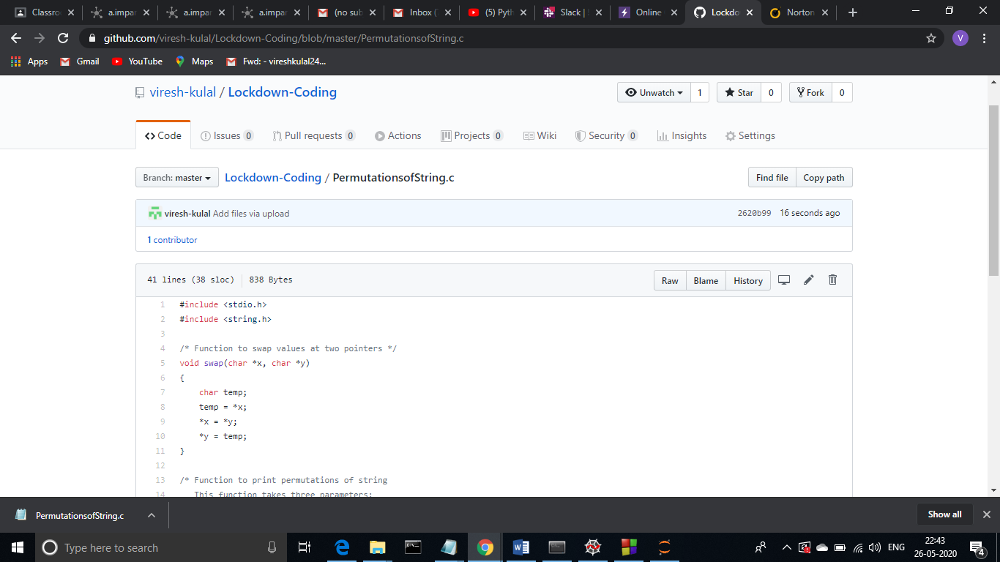 Classro
a.impar
a.impar
a.impar
(no sub
Inbox (
(5) Pyth
Slack |
Online
Lockdo
Norton
github.com/viresh-kulal/Lockdown-Coding/blob/master/PermutationsofString.c
V
Apps Gmail YouTube Maps Fwd: - vireshkulal24...
viresh-kulal / Lockdown-Coding
Unwatch 1 Star 0 Fork 0
Code Issues 0 Pull requests 0 Actions Projects 0 Wiki Security 0 Insights Settings
Branch: master Lockdown-Coding / PermutationsofString.c Find file Copy path
viresh-kulal Add files via upload 2620b99 16 seconds ago
1 contributor
41 lines (38 sloc) 838 Bytes Raw Blame History
1 #include <stdio.h>
2 #include <string.h>
3
4 /* Function to swap values at two pointers */
5 void swap(char *x, char *y)
6 {
7 char temp;
8 temp = *x;
9 *x = *y;
10 *y = temp;
11 }
12
13 /* Function to print permutations of string
14 This function takes three parameters:
PermutationsofString.c Show all
Type here to search
ENG
22:43
26-05-2020
4